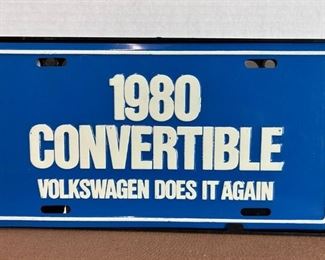 1980
CONVERTIBLE
VOLKSWAGEN DOES IT AGAIN